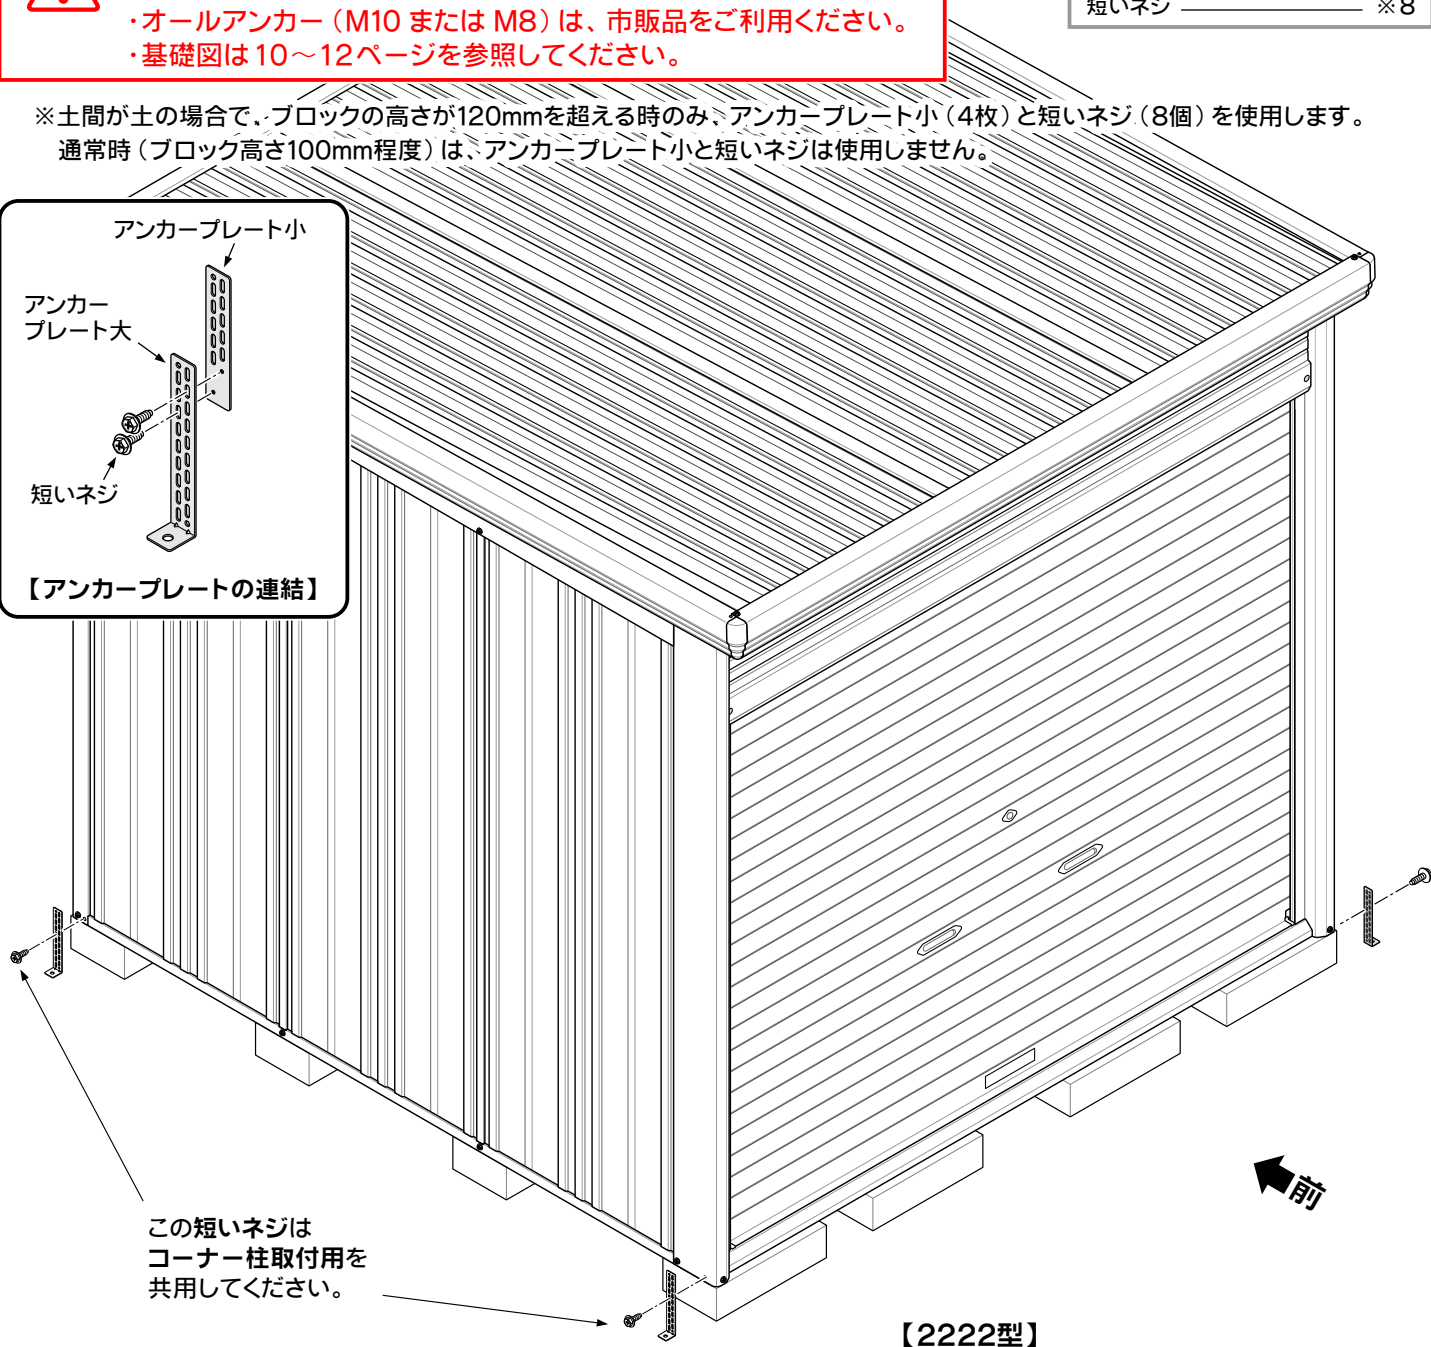 ・オールアンカー（M10 または M8）は、市販品をご利用ください。
・基礎図は10～12ページを参照してください。
短いネジ ※8
※土間が土の場合で、ブロックの高さが120mmを超える時のみ、アンカープレート小（4枚）と短いネジ（8個）を使用します。
通常時（ブロック高さ100mm程度）は、アンカープレート小と短いネジは使用しません。
アンカープレート小
アンカー
プレート大
短いネジ
【アンカープレートの連結】
前
この短いネジは
コーナー柱取付用を
共用してください。
【2222型】